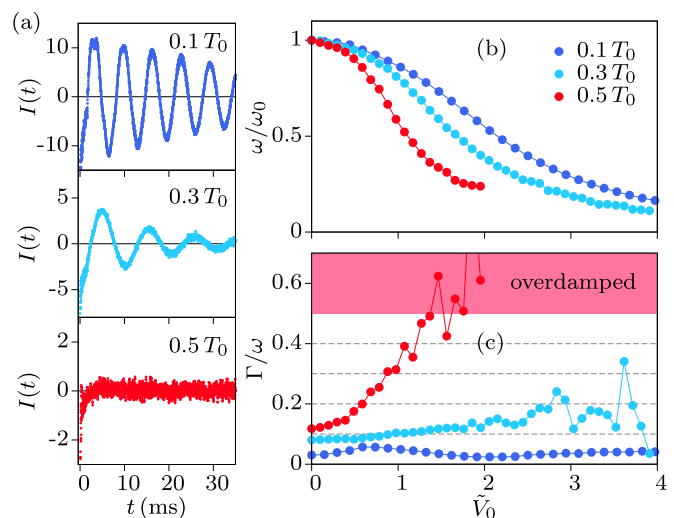 (a)
0.1 T₀
10
0
-10
I(t)
0.3 T₀
5
0
-5
I(t)
0.5 T₀
2
0
-2
I(t)
0 10 20 30
t (ms)
(b)
0.1 T₀
0.3 T₀
0.5 T₀
1
0.5
0
ω/ω₀
overdamped
(c)
0.6
0.4
0.2
0
Γ/ω
0 1 2 3 4
Ṽ₀